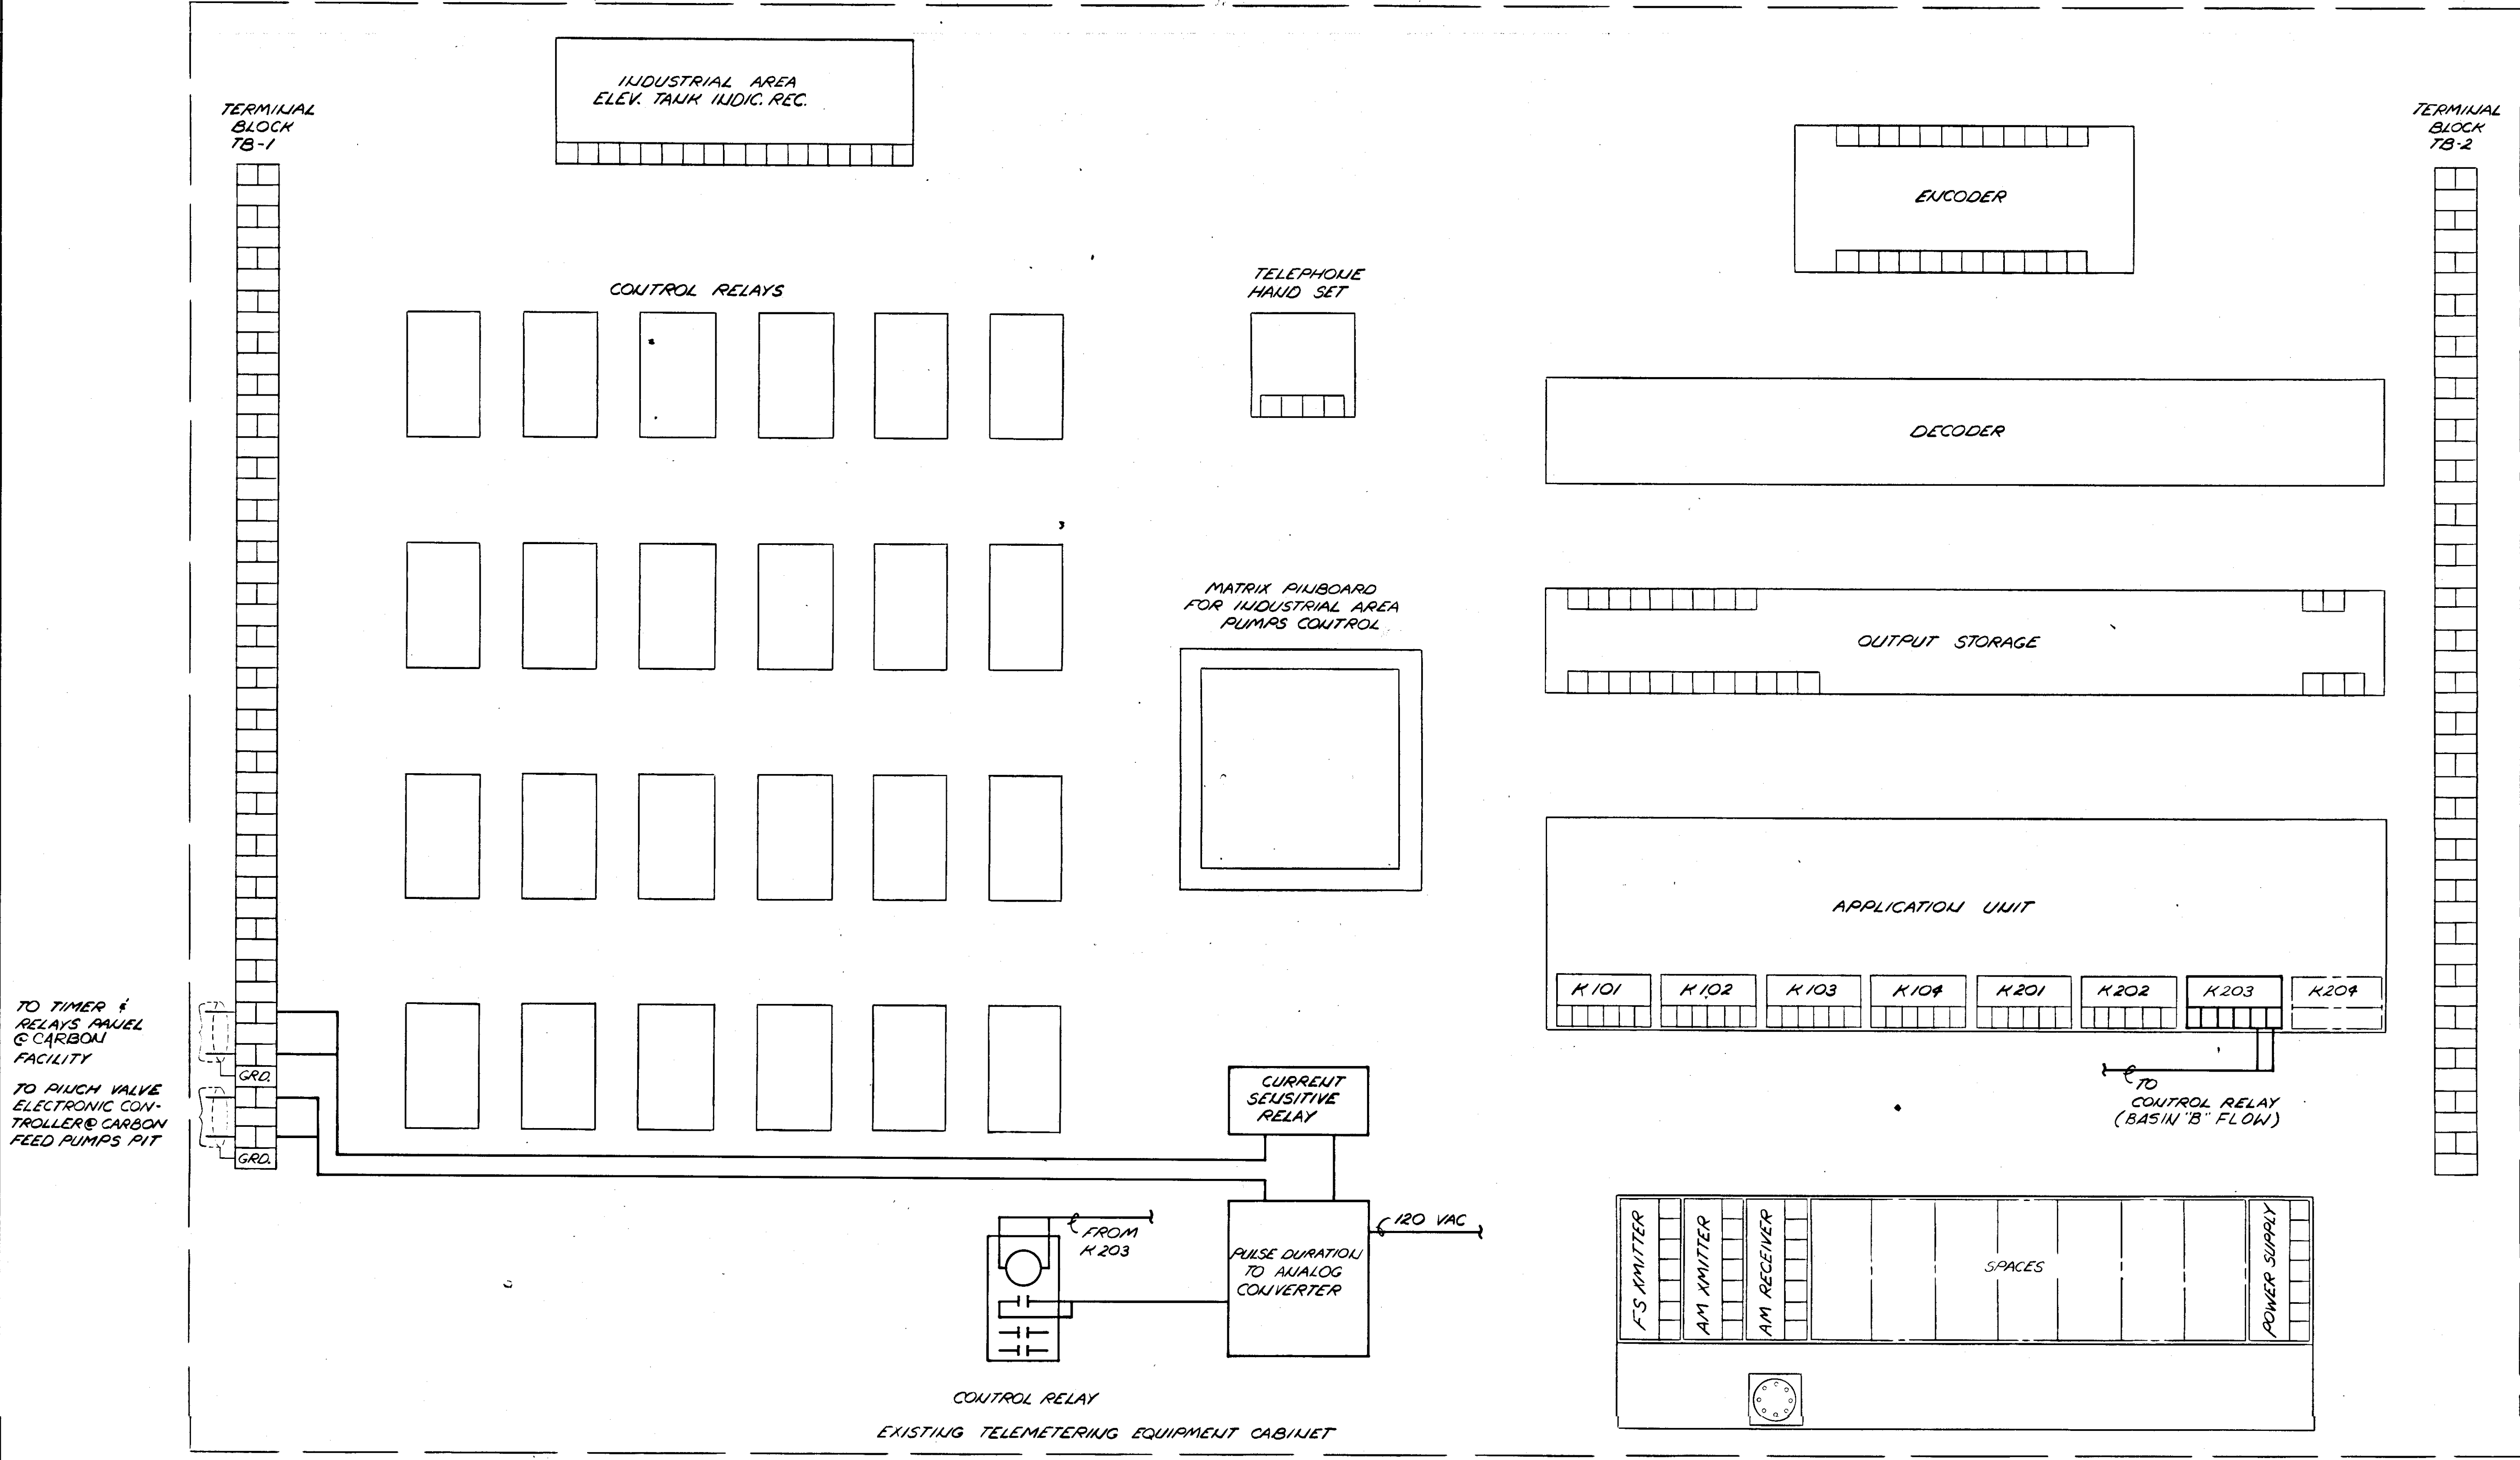 INDUSTRIAL AREA
ELEV. TANK INDIC. REC.
TERMINAL
BLOCK
TB-1
TERMINAL
BLOCK
TB-2
ENCODER
CONTROL RELAYS
TELEPHONE
HAND SET
DECODER
MATRIX PINBOARD
FOR INDUSTRIAL AREA
PUMPS CONTROL
OUTPUT STORAGE
APPLICATION UNIT
K101
K102
K103
K104
K201
K202
K203
K204
TO TIMER &
RELAYS PANEL
@ CARBON
FACILITY
GRD.
TO PINCH VALVE
ELECTRONIC CON-
TROLLER @ CARBON
FEED PUMPS PIT
GRD.
CURRENT
SENSITIVE
RELAY
TO
CONTROL RELAY
(BASIN "B" FLOW)
FROM
K203
120 VAC
PULSE DURATION
TO ANALOG
CONVERTER
FS XMITTER
AM XMITTER
AM RECEIVER
SPACES
POWER SUPPLY
CONTROL RELAY
EXISTING TELEMETERING EQUIPMENT CABINET